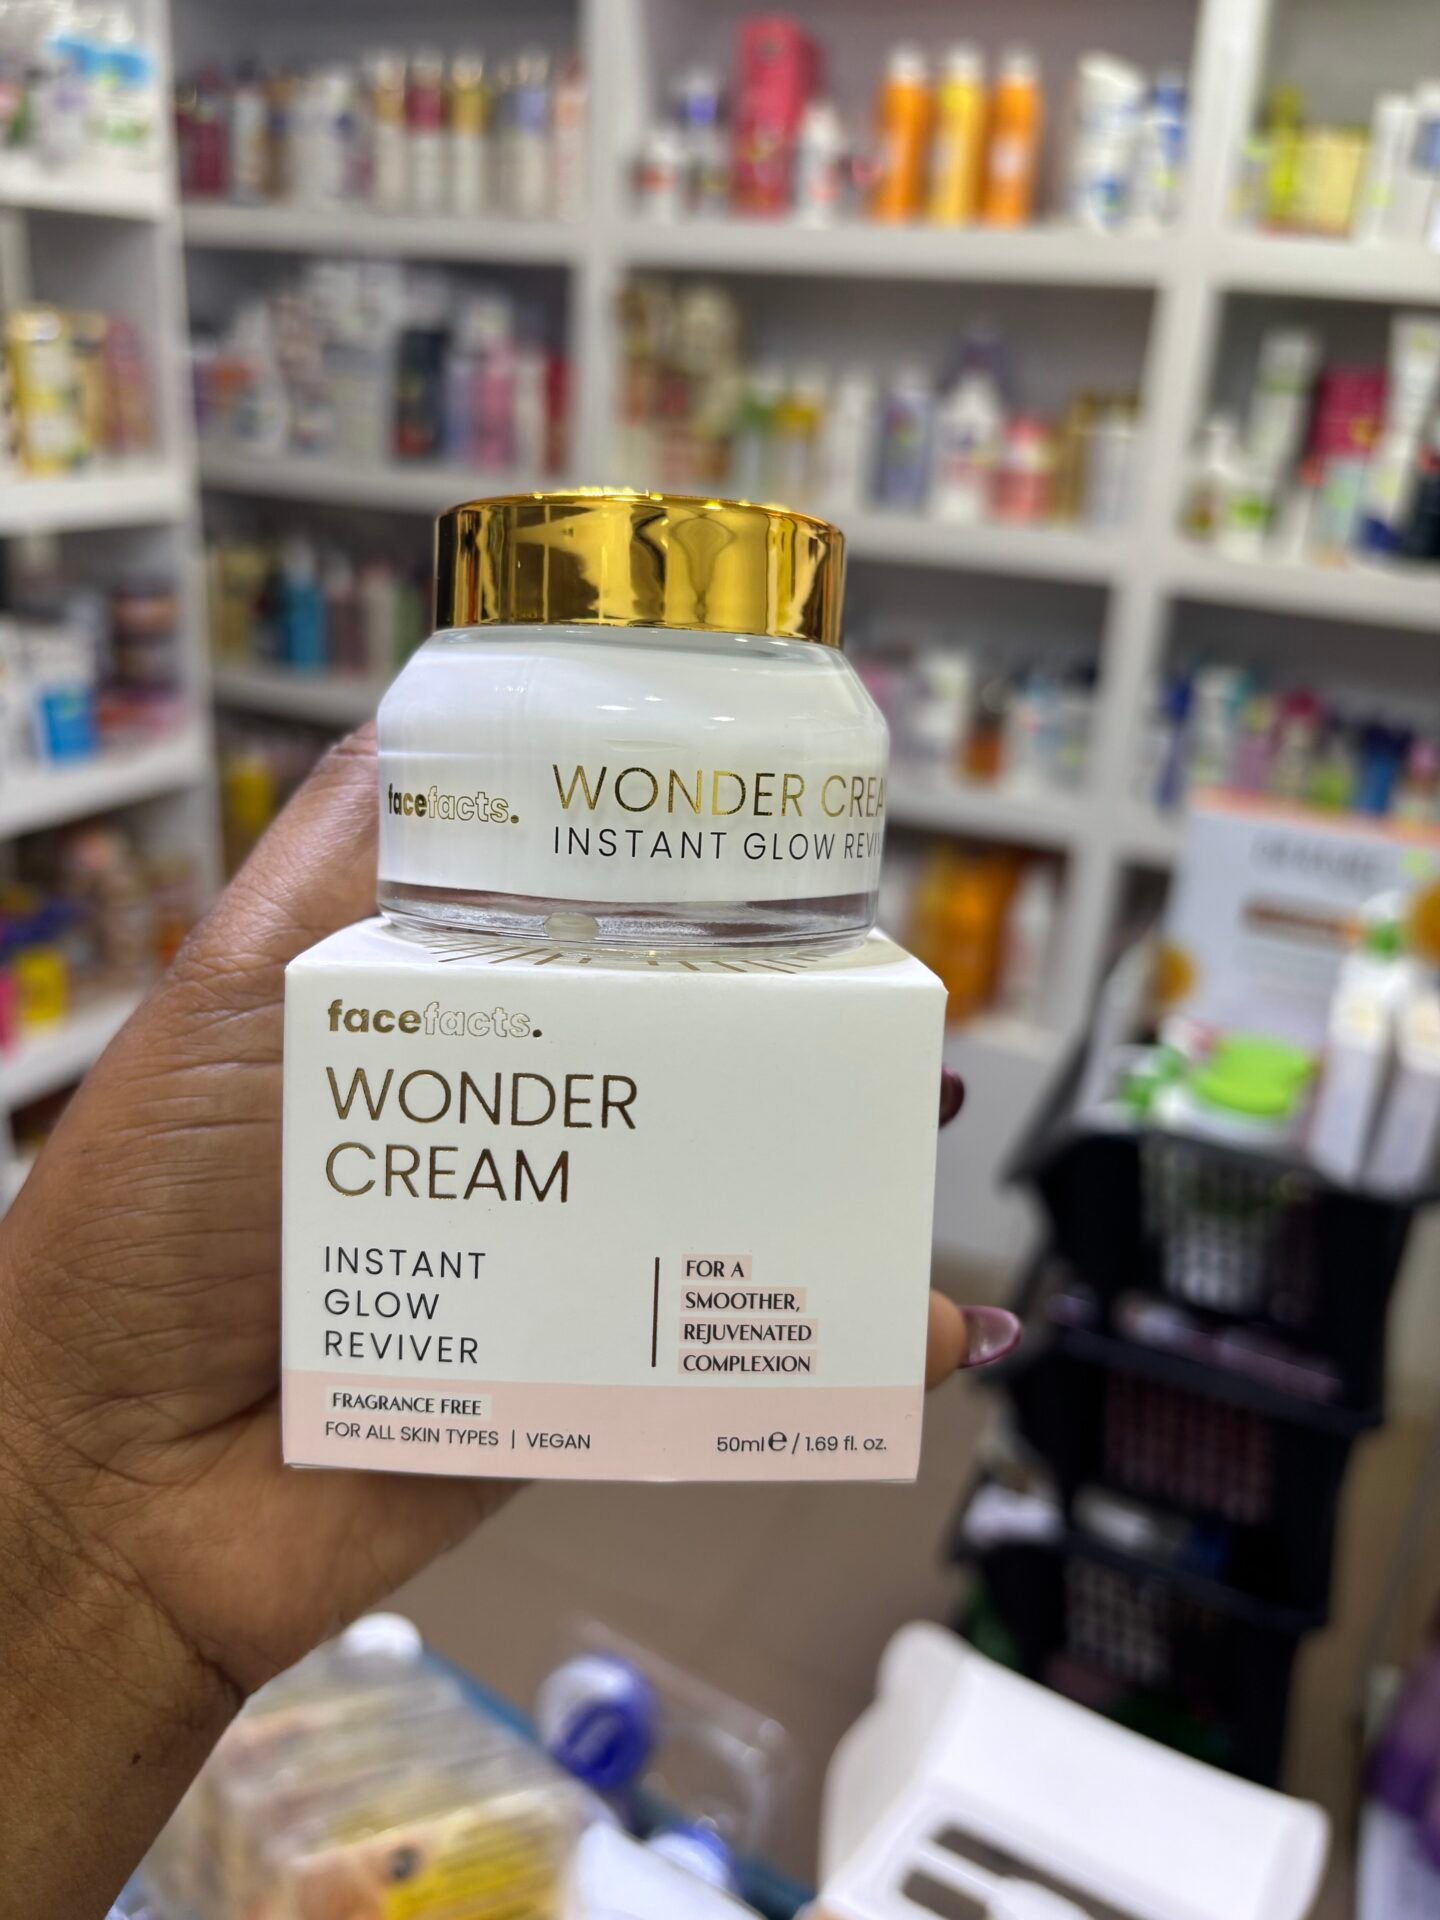 facefacts.
WONDER CREA
INSTANT GLOW REVIV
facefacts.
WONDER
CREAM
INSTANT
GLOW
REVIVER
FOR A
SMOOTHER,
REJUVENATED
COMPLEXION
FRAGRANCE FREE
FOR ALL SKIN TYPES | VEGAN
50ml ℮ / 1.69 fl. oz.